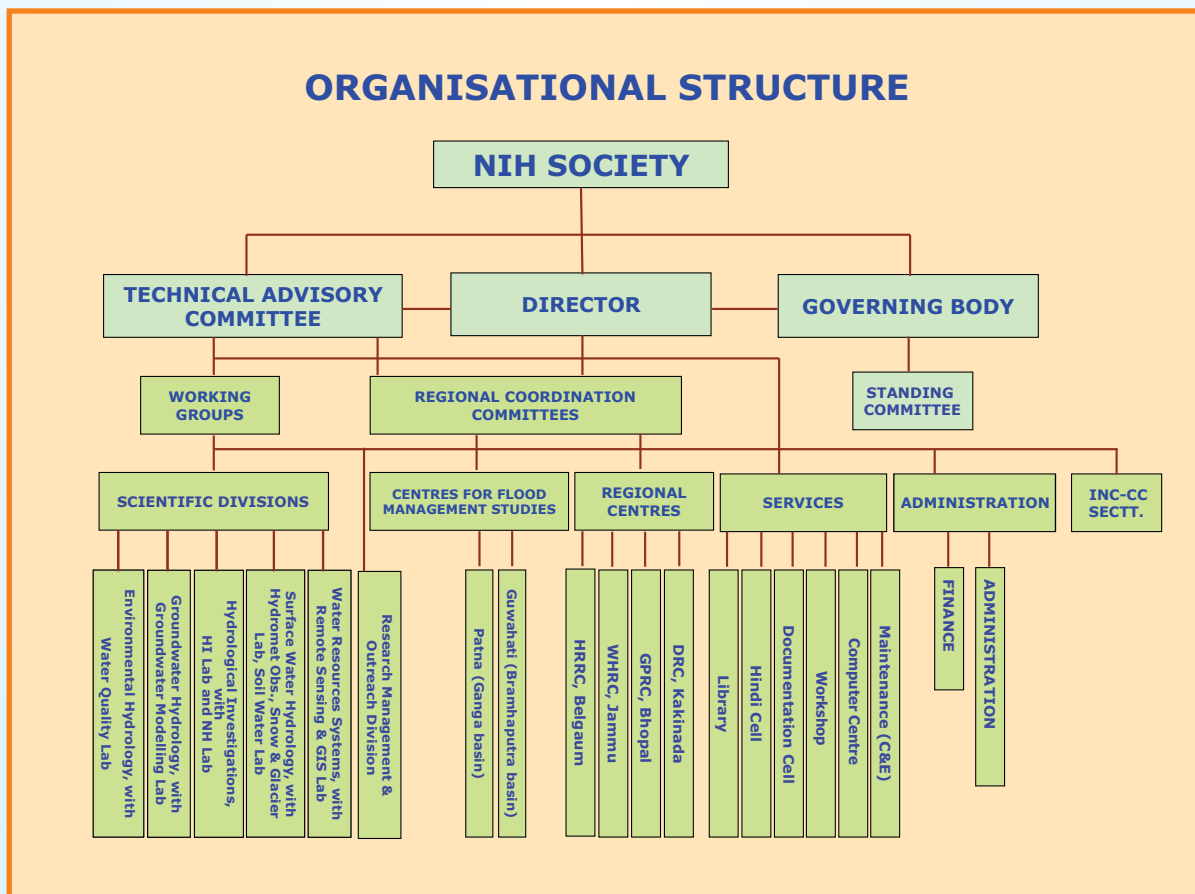 ORGANISATIONAL STRUCTURE
NIH SOCIETY
TECHNICAL ADVISORY
COMMITTEE
DIRECTOR
GOVERNING BODY
WORKING
GROUPS
REGIONAL COORDINATION
COMMITTEES
STANDING
COMMITTEE
SCIENTIFIC DIVISIONS
CENTRES FOR FLOOD
MANAGEMENT STUDIES
REGIONAL
CENTRES
SERVICES
ADMINISTRATION
INC-CC
SECTT.
Environmental Hydrology, with
Water Quality Lab
Groundwater Hydrology, with
Groundwater Modelling Lab
Hydrological Investigations,
with
HI Lab and NH Lab
Surface Water Hydrology, with
Hydromet Obs., Snow & Glacier
Lab, Soil Water Lab
Water Resources Systems, with
Remote Sensing & GIS Lab
Research Management &
Outreach Division
Patna (Ganga basin)
Guwahati (Bramhaputra basin)
HRRC, Belgaum
WHRC, Jammu
GPRC, Bhopal
DRC, Kakinada
Library
Hindi Cell
Documentation Cell
Workshop
Computer Centre
Maintenance (C&E)
FINANCE
ADMINISTRATION